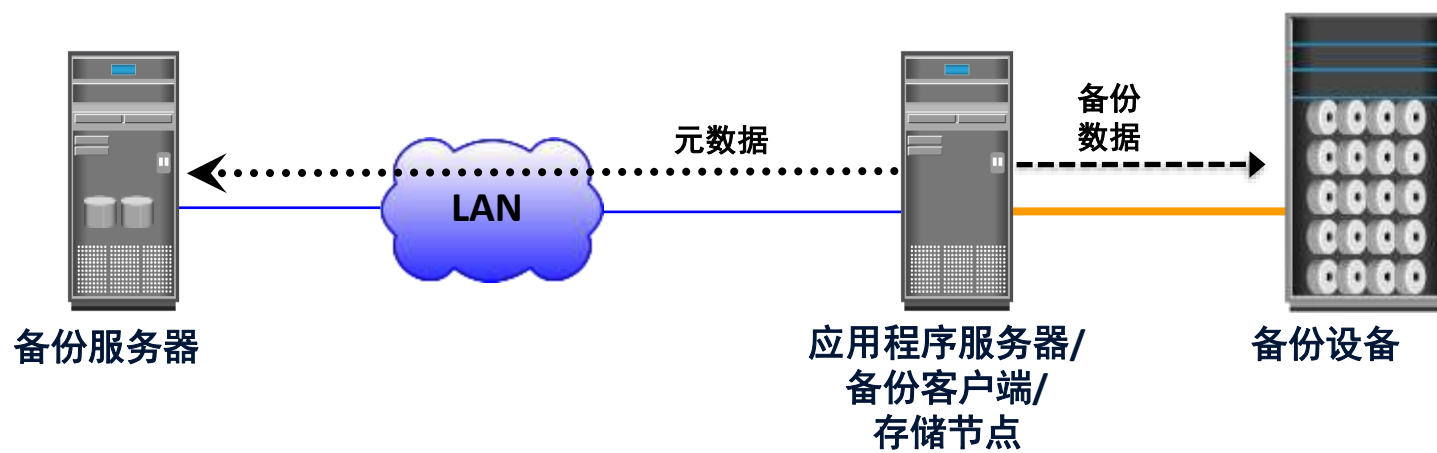 备份
数据
元数据
LAN
备份服务器
应用程序服务器/
备份客户端/
存储节点
备份设备